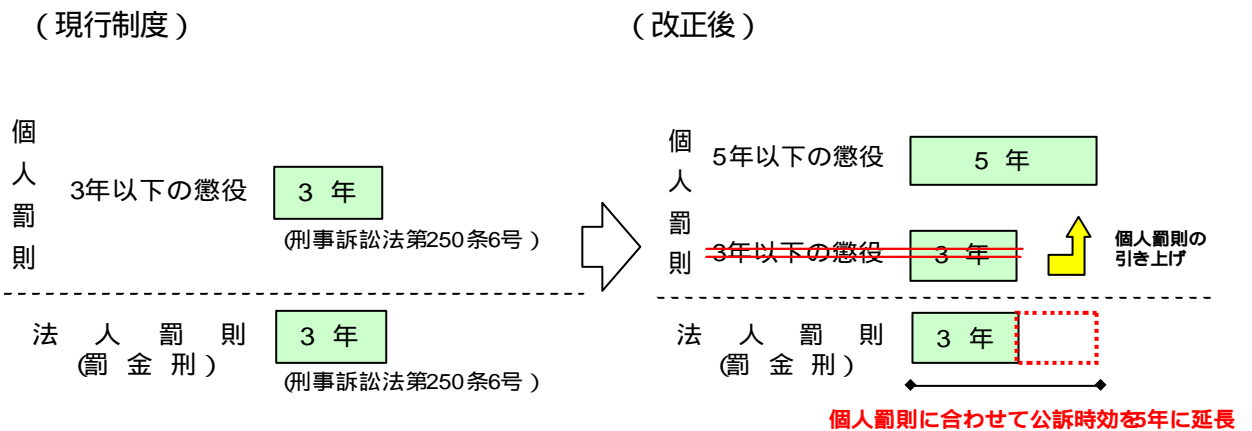 （現行制度）
個人罰則
3年以下の懲役
3 年
(刑事訴訟法第250条6号）
法人罰則
(罰金刑）
3 年
(刑事訴訟法第250条6号）
（改正後）
個人罰則
5年以下の懲役
5 年
3年以下の懲役
3 年
個人罰則の
引き上げ
法人罰則
(罰金刑）
3 年
個人罰則に合わせて公訴時効を5年に延長